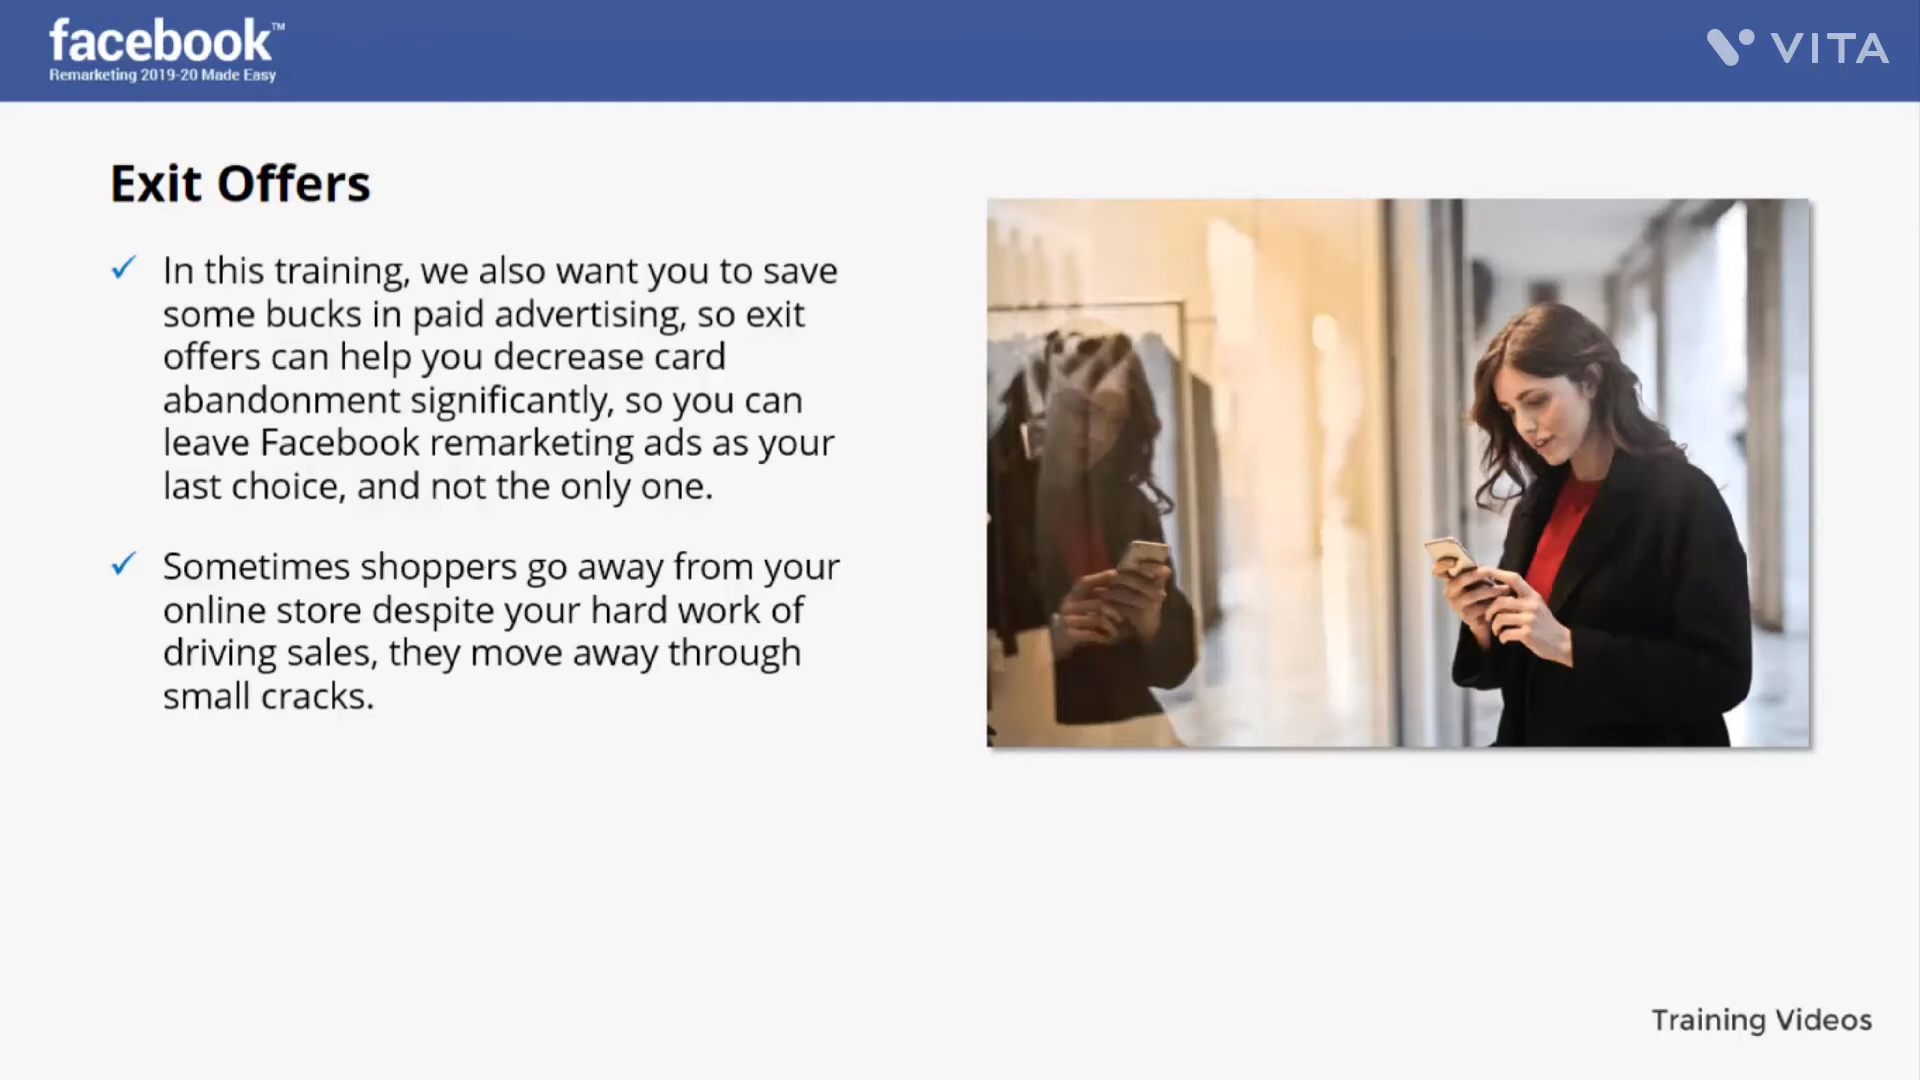 facebook™
Remarketing 2019-20 Made Easy
VITA
Exit Offers
In this training, we also want you to save
some bucks in paid advertising, so exit
offers can help you decrease card
abandonment significantly, so you can
leave Facebook remarketing ads as your
last choice, and not the only one.
Sometimes shoppers go away from your
online store despite your hard work of
driving sales, they move away through
small cracks.
Training Videos